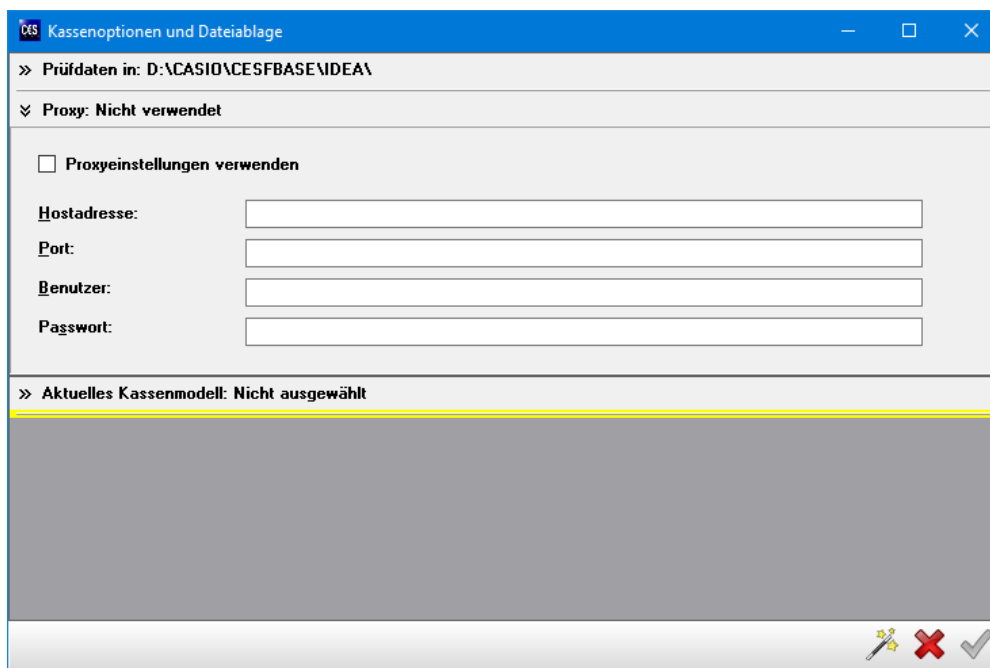 CES Kassenoptionen und Dateiablage
» Prüfdaten in: D:\CASIO\CESFBASE\IDEA\
Proxy: Nicht verwendet
Proxyeinstellungen verwenden
Hostadresse:
Port:
Benutzer:
Passwort:
» Aktuelles Kassenmodell: Nicht ausgewählt